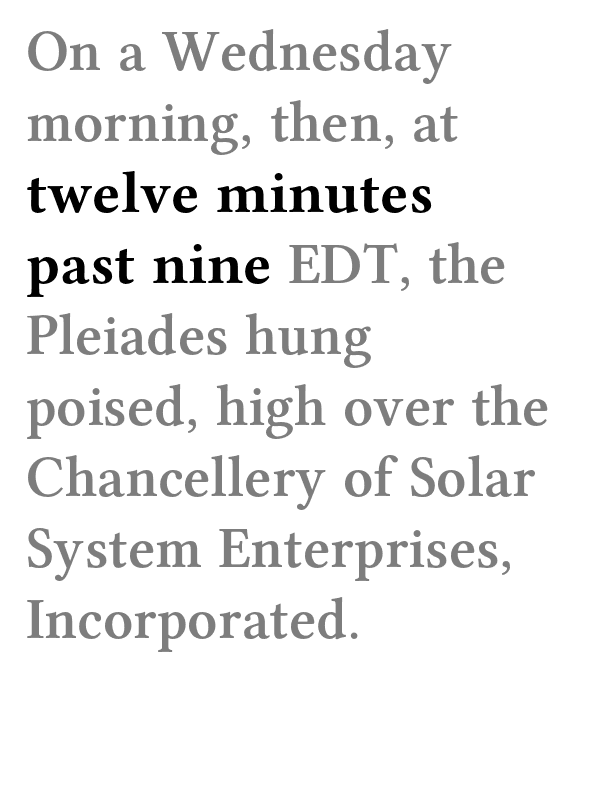 On a Wednesday
morning, then, at
twelve minutes
past nine EDT, the
Pleiades hung
poised, high over the
Chancellery of Solar
System Enterprises,
Incorporated.